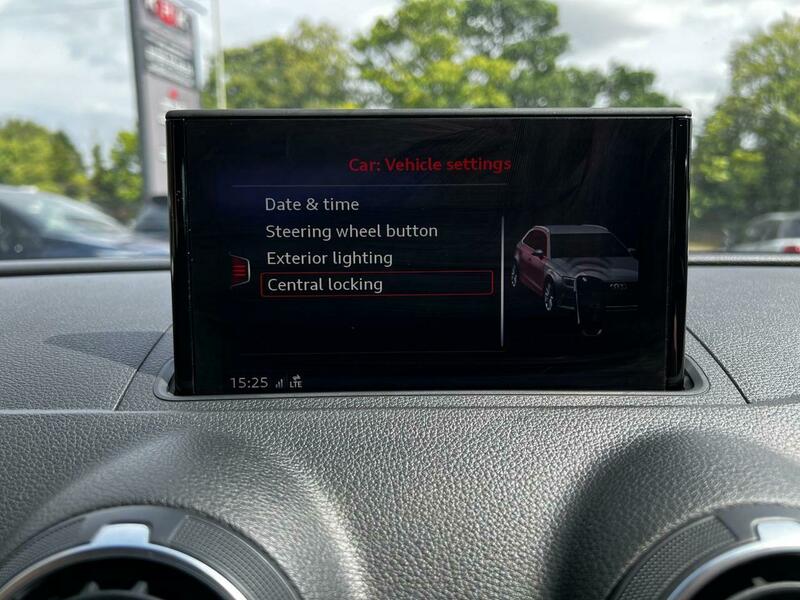 Car: Vehicle settings
Date & time
Steering wheel button
Exterior lighting
Central locking
15:25 LTE